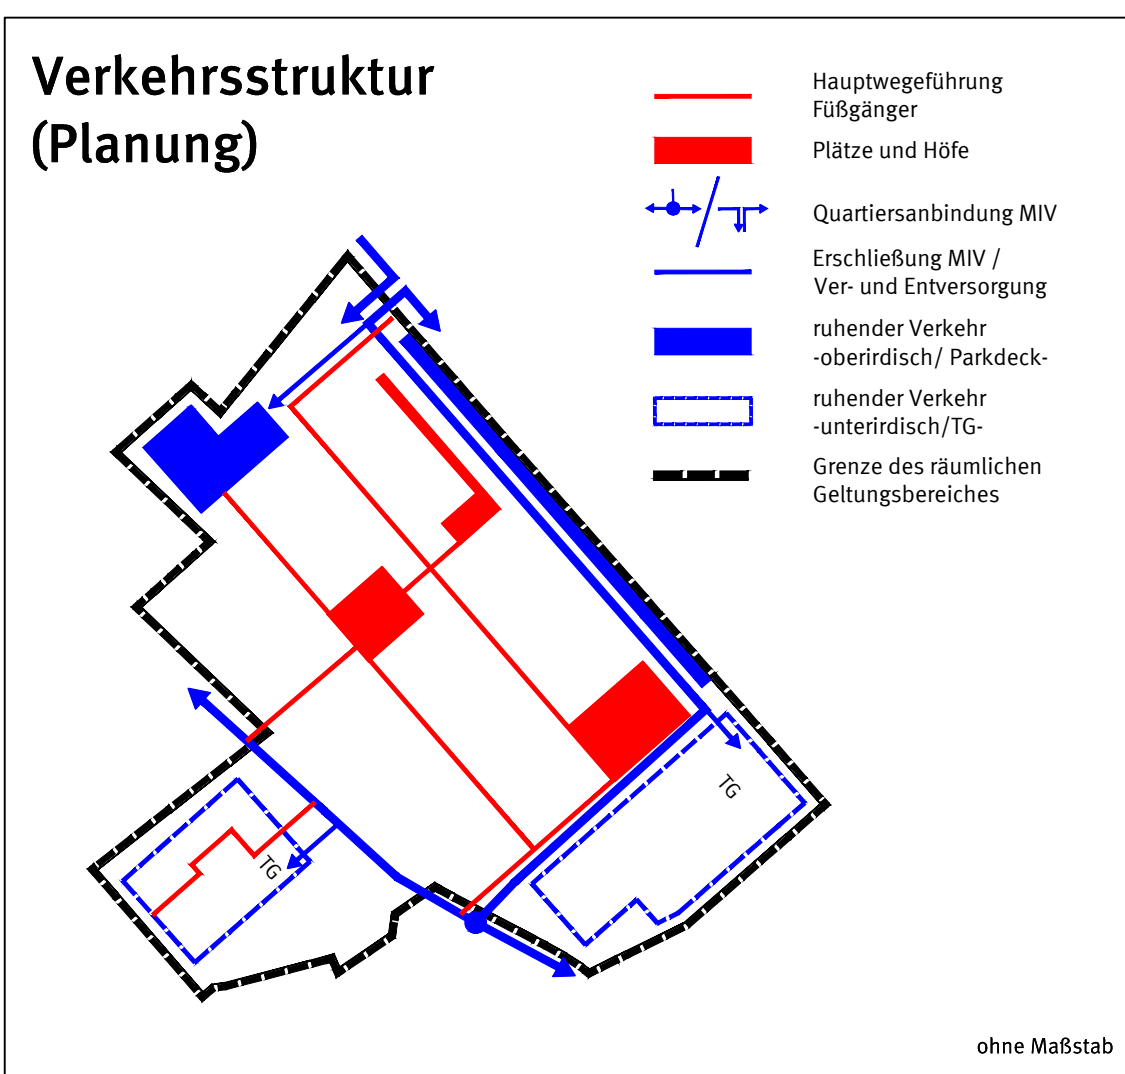 Verkehrsstruktur
(Planung)
Hauptwegeführung
Füßgänger
Plätze und Höfe
Quartiersanbindung MIV
Erschließung MIV /
Ver- und Entversorgung
ruhender Verkehr
-oberirdisch/ Parkdeck-
ruhender Verkehr
-unterirdisch/TG-
Grenze des räumlichen
Geltungsbereiches
TG
TG
ohne Maßstab